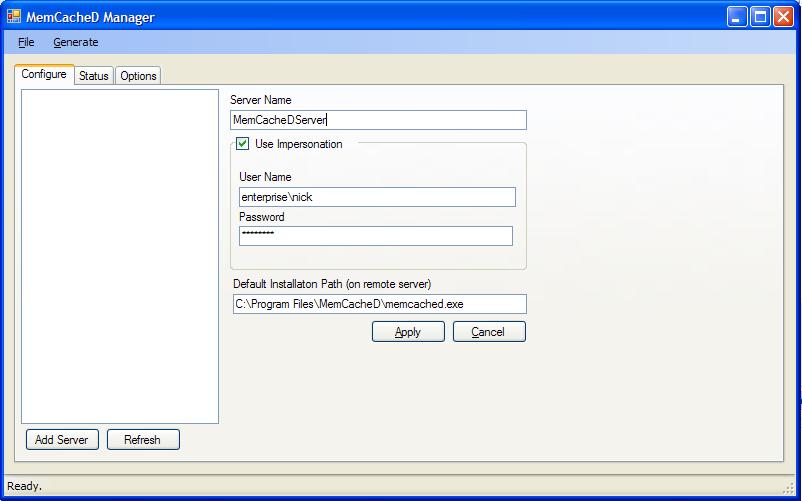 MemCacheD Manager
File Generate
Configure Status Options
Server Name
MemCacheDServer
Use Impersonation
User Name
enterprise\nick
Password
********
Default Installaton Path (on remote server)
C:\Program Files\MemCacheD\memcached.exe
Apply Cancel
Add Server Refresh
Ready.